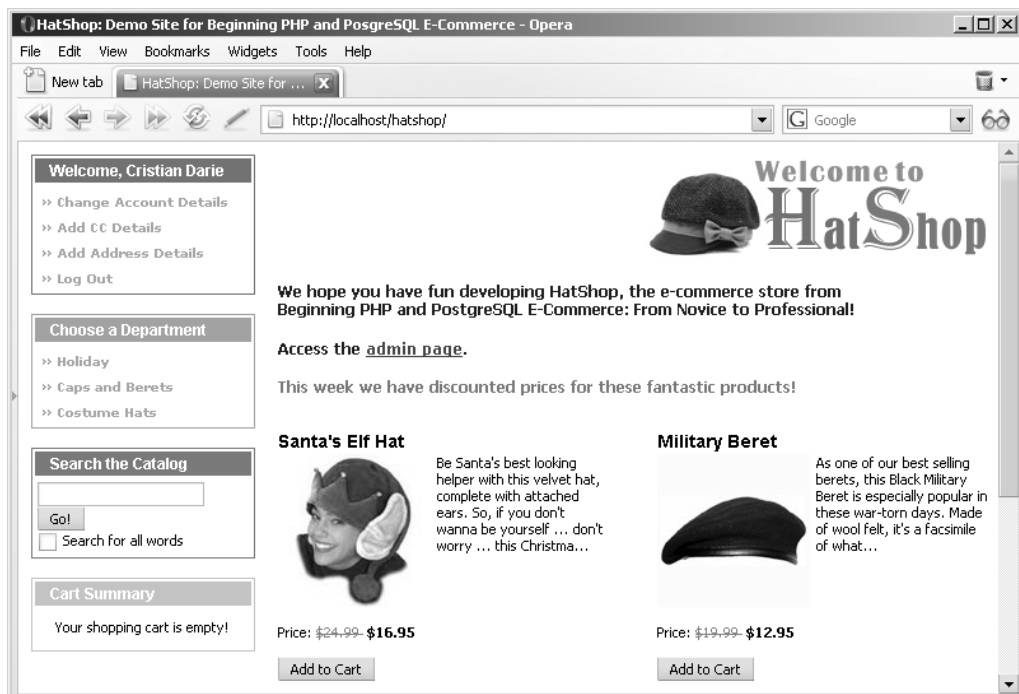 HatShop: Demo Site for Beginning PHP and PosgreSQL E-Commerce - Opera
File Edit View Bookmarks Widgets Tools Help
New tab HatShop: Demo Site for ...
http://localhost/hatshop/ G Google
Welcome, Cristian Darie
» Change Account Details
» Add CC Details
» Add Address Details
» Log Out
Choose a Department
» Holiday
» Caps and Berets
» Costume Hats
Search the Catalog
Go!
Search for all words
Cart Summary
Your shopping cart is empty!
Welcome to
HatShop
We hope you have fun developing HatShop, the e-commerce store from
Beginning PHP and PostgreSQL E-Commerce: From Novice to Professional!
Access the admin page.
This week we have discounted prices for these fantastic products!
Santa's Elf Hat
Be Santa's best looking
helper with this velvet hat,
complete with attached
ears. So, if you don't
wanna be yourself ... don't
worry ... this Christma...
Price: $24.99 $16.95
Add to Cart
Military Beret
As one of our best selling
berets, this Black Military
Beret is especially popular in
these war-torn days. Made
of wool felt, it's a facsimile
of what...
Price: $19.99 $12.95
Add to Cart